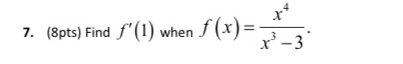 7. (8pts) Find f'(1) when f(x) = x⁴ / (x³ − 3).